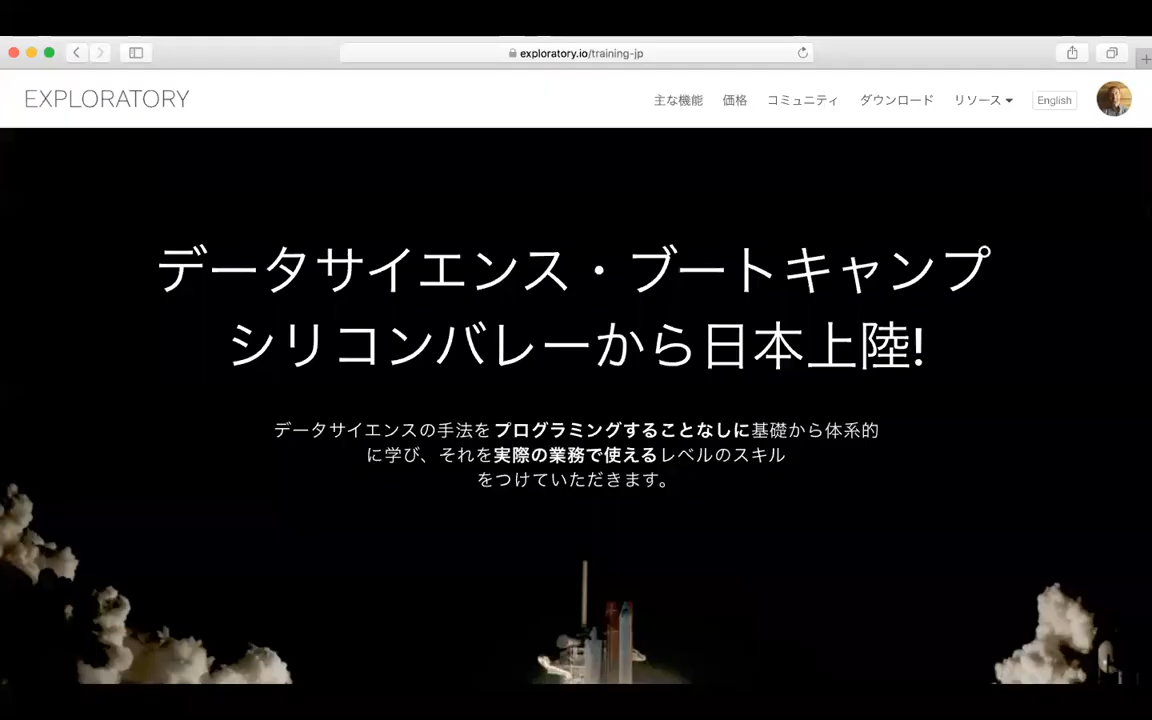 exploratory.io/training-jp
EXPLORATORY
主な機能 価格 コミュニティ ダウンロード リソース English
データサイエンス・ブートキャンプ
シリコンバレーから日本上陸!
データサイエンスの手法をプログラミングすることなしに基礎から体系的
に学び、それを実際の業務で使えるレベルのスキル
をつけていただきます。